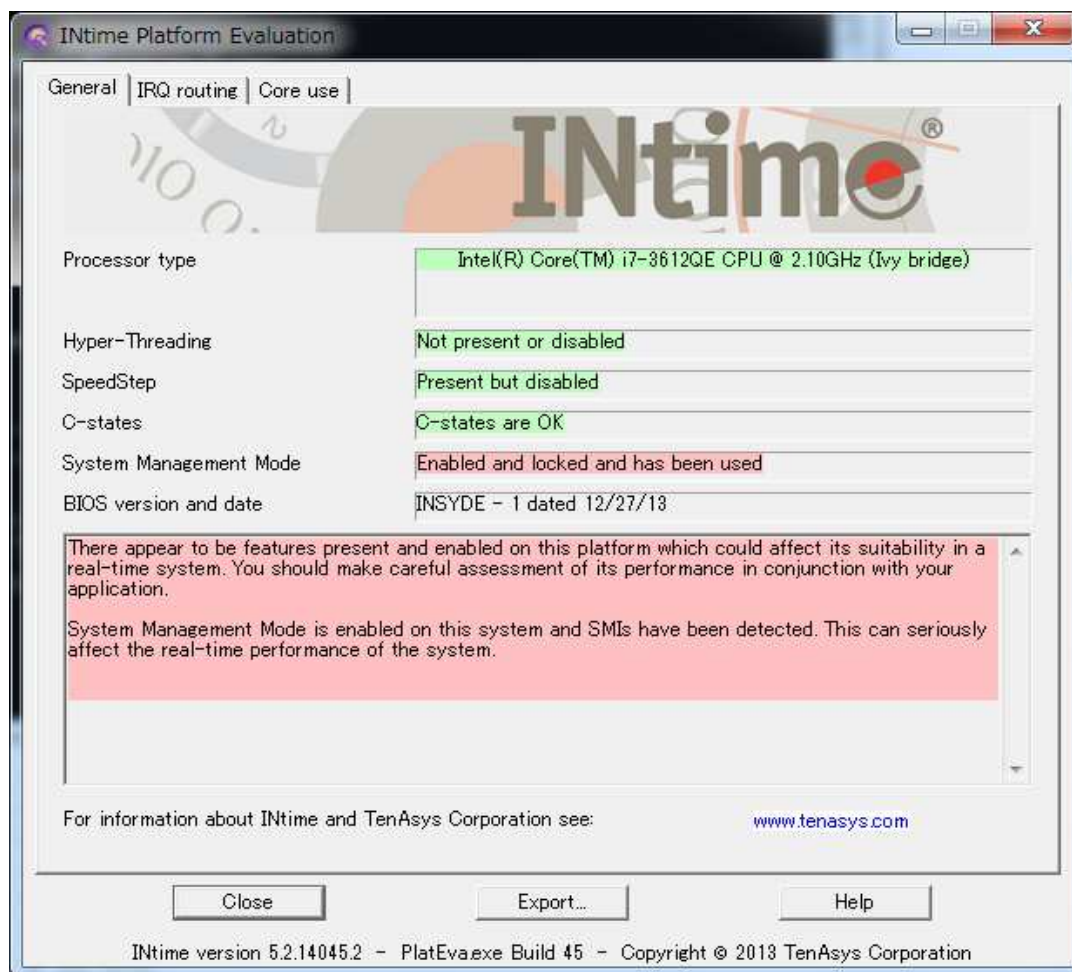 INtime Platform Evaluation
General
IRQ routing
Core use
INtime®
Processor type
Intel(R) Core(TM) i7-3612QE CPU @ 2.10GHz (Ivy bridge)
Hyper-Threading
Not present or disabled
SpeedStep
Present but disabled
C-states
C-states are OK
System Management Mode
Enabled and locked and has been used
BIOS version and date
INSYDE - 1 dated 12/27/13
There appear to be features present and enabled on this platform which could affect its suitability in a
real-time system. You should make careful assessment of its performance in conjunction with your
application.
System Management Mode is enabled on this system and SMIs have been detected. This can seriously
affect the real-time performance of the system.
For information about INtime and TenAsys Corporation see:
www.tenasys.com
Close
Export...
Help
INtime version 5.2.14045.2 - PlatEva.exe Build 45 - Copyright © 2013 TenAsys Corporation